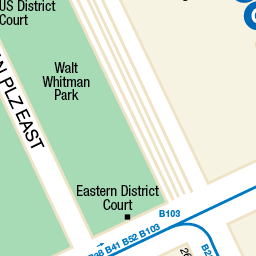 US District
Court
Walt
Whitman
Park
PLZ EAST
Eastern District
Court
B103
B41 B52 B103